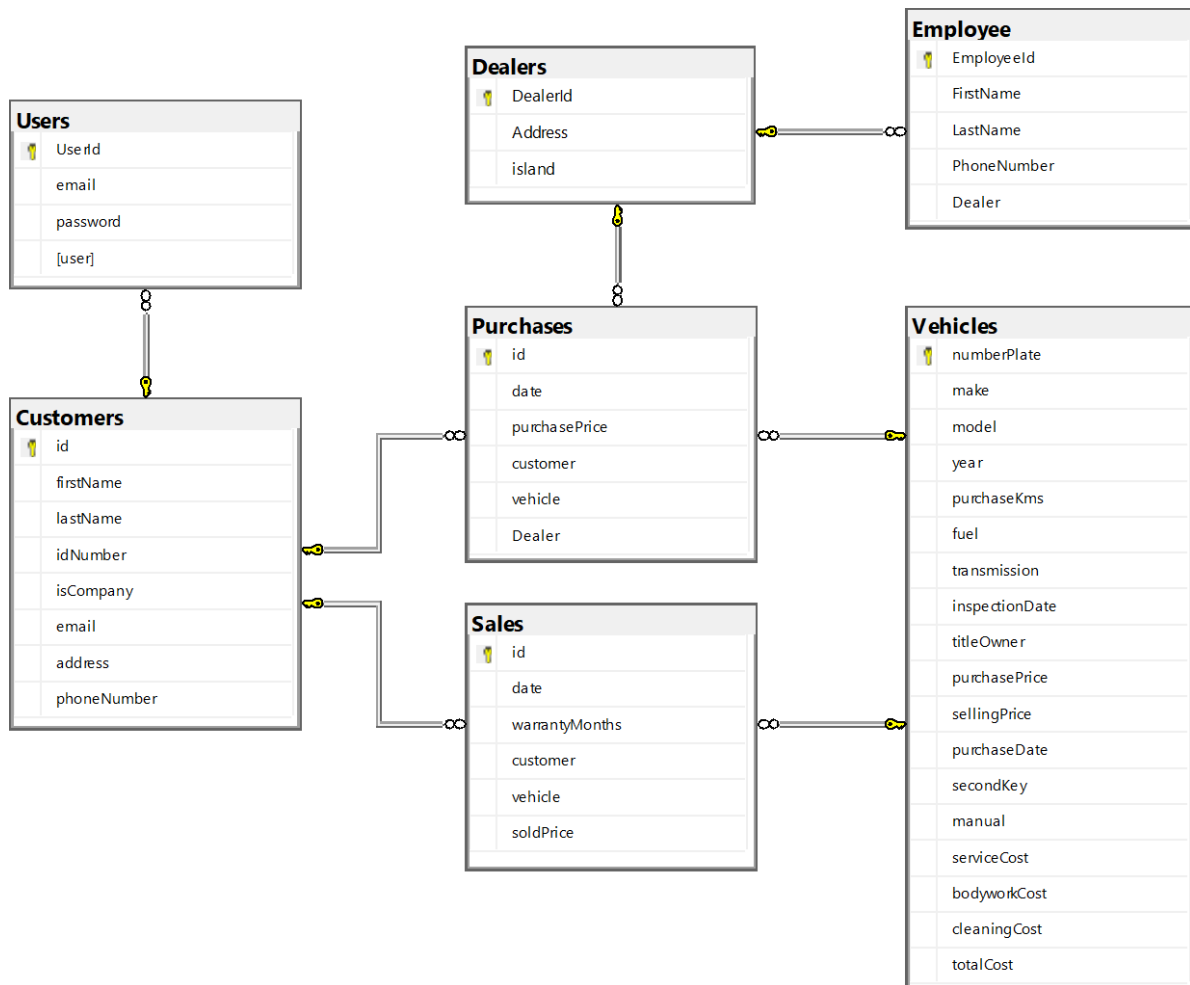 Users
UserId
email
password
[user]
Customers
id
firstName
lastName
idNumber
isCompany
email
address
phoneNumber
Dealers
DealerId
Address
island
Purchases
id
date
purchasePrice
customer
vehicle
Dealer
Sales
id
date
warrantyMonths
customer
vehicle
soldPrice
Employee
EmployeeId
FirstName
LastName
PhoneNumber
Dealer
Vehicles
numberPlate
make
model
year
purchaseKms
fuel
transmission
inspectionDate
titleOwner
purchasePrice
sellingPrice
purchaseDate
secondKey
manual
serviceCost
bodyworkCost
cleaningCost
totalCost